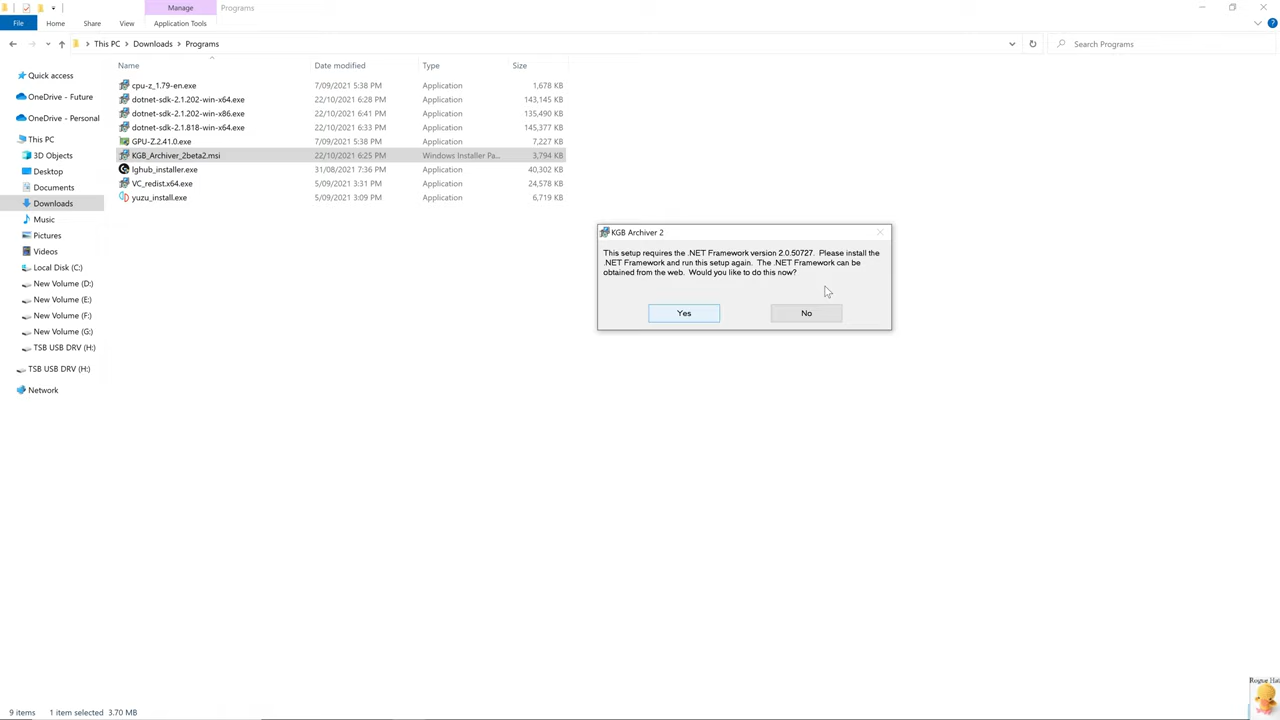 Manage
Programs
File
Home
Share
View
Application Tools
This PC
Downloads
Programs
Search Programs
Name
Date modified
Type
Size
Quick access
OneDrive - Future
OneDrive - Personal
This PC
3D Objects
Desktop
Documents
Downloads
Music
Pictures
Videos
Local Disk (C:)
New Volume (D:)
New Volume (E:)
New Volume (F:)
New Volume (G:)
TSB USB DRV (H:)
TSB USB DRV (H:)
Network
cpu-z_1.79-en.exe 7/09/2021 5:38 PM Application 1,678 KB
dotnet-sdk-2.1.202-win-x64.exe 22/10/2021 6:28 PM Application 143,145 KB
dotnet-sdk-2.1.202-win-x86.exe 22/10/2021 6:41 PM Application 135,490 KB
dotnet-sdk-2.1.818-win-x64.exe 22/10/2021 6:33 PM Application 145,377 KB
GPU-Z.2.41.0.exe 7/09/2021 5:38 PM Application 7,227 KB
KGB_Archiver_2beta2.msi 22/10/2021 6:25 PM Windows Installer Pa... 3,794 KB
lghub_installer.exe 31/08/2021 7:36 PM Application 40,302 KB
VC_redist.x64.exe 5/09/2021 3:31 PM Application 24,578 KB
yuzu_install.exe 5/09/2021 3:09 PM Application 6,719 KB
KGB Archiver 2
This setup requires the .NET Framework version 2.0.50727. Please install the
.NET Framework and run this setup again. The .NET Framework can be
obtained from the web. Would you like to do this now?
Yes
No
9 items
1 item selected 3.70 MB
Rogue Hat